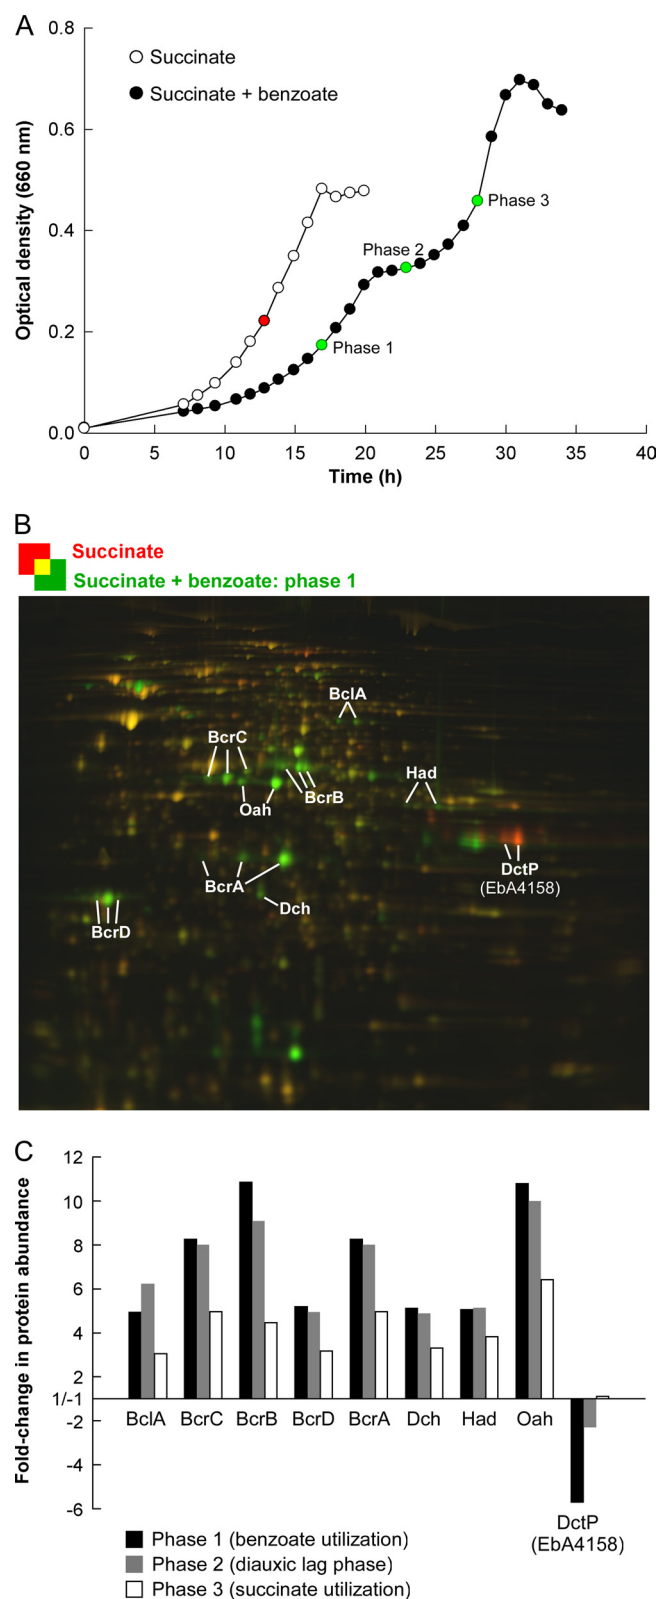 A
0.8
Succinate
Succinate + benzoate
0.6
Optical density (660 nm)
Phase 3
0.4
Phase 2
0.2
Phase 1
0.0
0 5 10 15 20 25 30 35 40
Time (h)
B
Succinate
Succinate + benzoate: phase 1
BclA
BcrC
Had
BcrB
Oah
DctP
(EbA4158)
BcrA
Dch
BcrD
C
12
10
8
6
4
2
1/-1
-2
-4
-6
Fold-change in protein abundance
BclA BcrC BcrB BcrD BcrA Dch Had Oah
DctP
(EbA4158)
Phase 1 (benzoate utilization)
Phase 2 (diauxic lag phase)
Phase 3 (succinate utilization)